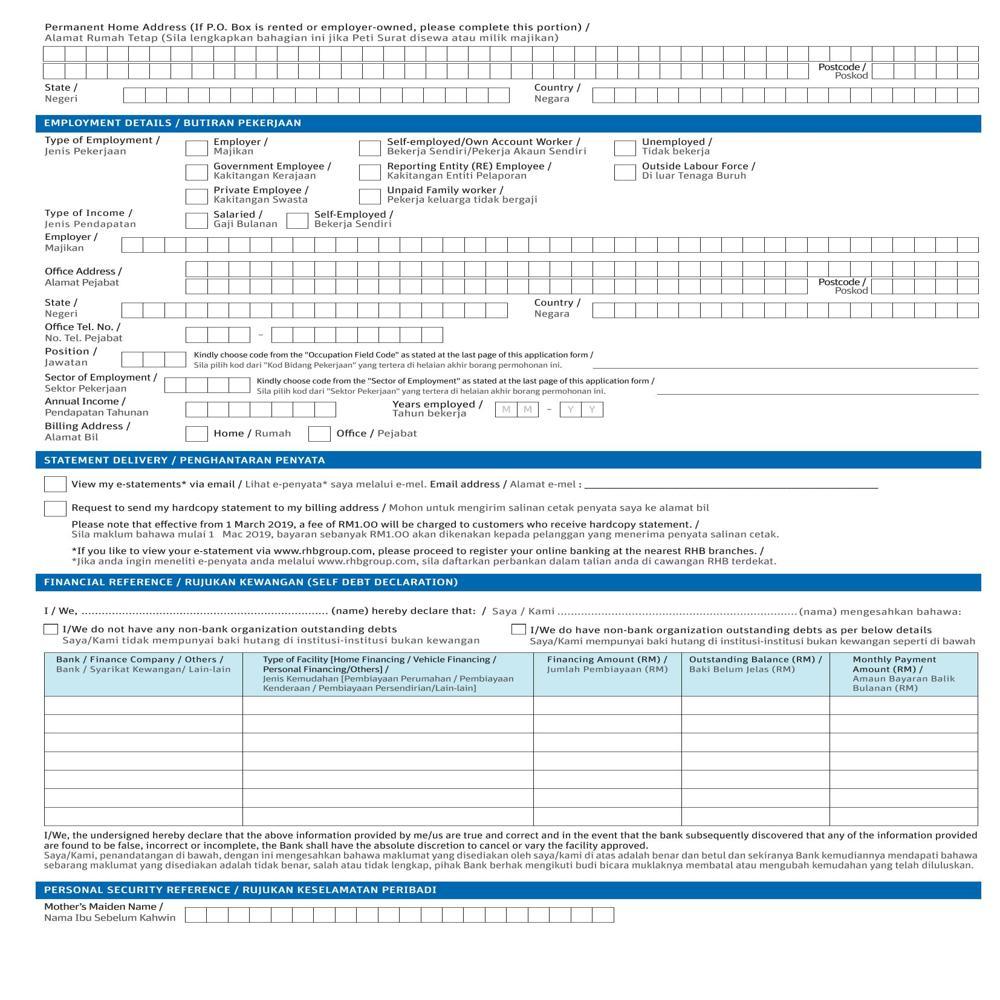 Permanent Home Address (If P.O. Box is rented or employer-owned, please complete this portion) /
Alamat Rumah Tetap (Sila lengkapkan bahagian ini jika Peti Surat disewa atau milik majikan)
Postcode /
Poskod
State / Country /
Negeri Negara
EMPLOYMENT DETAILS / BUTIRAN PEKERJAAN
Type of Employment / Employer / Self-employed/Own Account Worker / Unemployed /
Jenis Pekerjaan Majikan Bekerja Sendiri/Pekerja Akaun Sendiri Tidak bekerja
Government Employee / Reporting Entity (RE) Employee / Outside Labour Force /
Kakitangan Kerajaan Kakitangan Entiti Pelaporan Di luar Tenaga Buruh
Private Employee / Unpaid Family worker /
Kakitangan Swasta Pekerja keluarga tidak bergaji
Type of Income / Salaried / Self-Employed /
Jenis Pendapatan Gaji Bulanan Bekerja Sendiri
Employer /
Majikan
Office Address /
Alamat Pejabat Postcode /
Poskod
State / Country /
Negeri Negara
Office Tel. No. /
No. Tel. Pejabat –
Position / Kindly choose code from the "Occupation Field Code" as stated at the last page of this application form /
Jawatan Sila pilih kod dari "Kod Bidang Pekerjaan" yang tertera di helaian akhir borang permohonan ini.
Sector of Employment / Kindly choose code from the "Sector of Employment" as stated at the last page of this application form /
Sektor Pekerjaan Sila pilih kod dari "Sektor Pekerjaan" yang tertera di helaian akhir borang permohonan ini.
Annual Income / Years employed / M M – Y Y
Pendapatan Tahunan Tahun bekerja
Billing Address / Home / Rumah Office / Pejabat
Alamat Bil
STATEMENT DELIVERY / PENGHANTARAN PENYATA
View my e-statements* via email / Lihat e-penyata* saya melalui e-mel. Email address / Alamat e-mel :
Request to send my hardcopy statement to my billing address / Mohon untuk mengirim salinan cetak penyata saya ke alamat bil
Please note that effective from 1 March 2019, a fee of RM1.00 will be charged to customers who receive hardcopy statement. /
Sila maklum bahawa mulai 1 Mac 2019, bayaran sebanyak RM1.00 akan dikenakan kepada pelanggan yang menerima penyata salinan cetak.
*If you like to view your e-statement via www.rhbgroup.com, please proceed to register your online banking at the nearest RHB branches. /
*Jika anda ingin meneliti e-penyata anda melalui www.rhbgroup.com, sila daftarkan perbankan dalam talian anda di cawangan RHB terdekat.
FINANCIAL REFERENCE / RUJUKAN KEWANGAN (SELF DEBT DECLARATION)
I / We, .......................................................................... (name) hereby declare that: / Saya / Kami ........................................................................ (nama) mengesahkan bahawa:
I/We do not have any non-bank organization outstanding debts I/We do have non-bank organization outstanding debts as per below details
Saya/Kami tidak mempunyai baki hutang di institusi-institusi bukan kewangan Saya/Kami mempunyai baki hutang di institusi-institusi bukan kewangan seperti di bawah
Bank / Finance Company / Others / Type of Facility [Home Financing / Vehicle Financing / Financing Amount (RM) / Outstanding Balance (RM) / Monthly Payment
Bank / Syarikat Kewangan/ Lain-lain Personal Financing/Others] / Jumlah Pembiayaan (RM) Baki Belum Jelas (RM) Amount (RM) /
Jenis Kemudahan [Pembiayaan Perumahan / Pembiayaan Amaun Bayaran Balik
Kenderaan / Pembiayaan Persendirian/Lain-lain] Bulanan (RM)
I/We, the undersigned hereby declare that the above information provided by me/us are true and correct and in the event that the bank subsequently discovered that any of the information provided
are found to be false, incorrect or incomplete, the Bank shall have the absolute discretion to cancel or vary the facility approved.
Saya/Kami, penandatangan di bawah, dengan ini mengesahkan bahawa maklumat yang disediakan oleh saya/kami di atas adalah benar dan betul dan sekiranya Bank kemudiannya mendapati bahawa
sebarang maklumat yang disediakan adalah tidak benar, salah atau tidak lengkap, pihak Bank berhak mengikuti budi bicara muklaknya membatal atau mengubah kemudahan yang telah diluluskan.
PERSONAL SECURITY REFERENCE / RUJUKAN KESELAMATAN PERIBADI
Mother's Maiden Name /
Nama Ibu Sebelum Kahwin